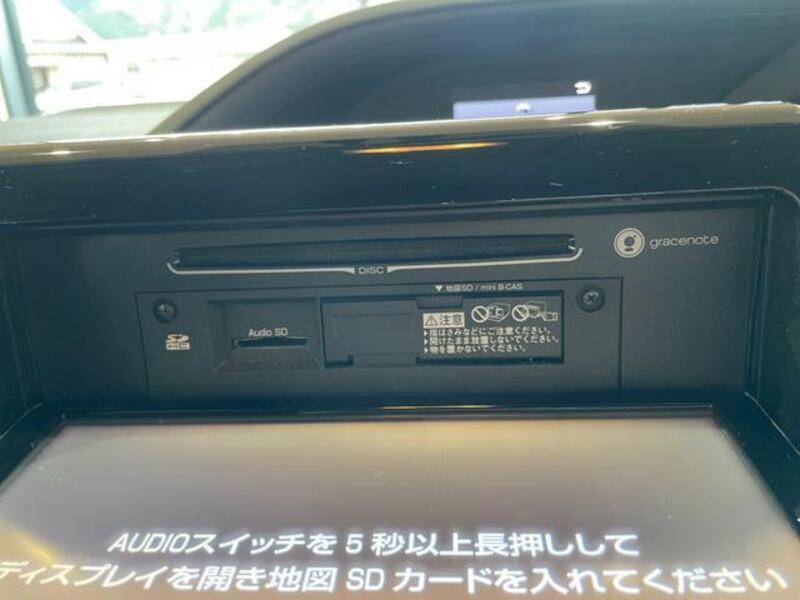 gracenote
DISC
▼ 地図SD / mini B-CAS
Audio SD
SD
HC
⚠注意
▶指はさみなどにご注意ください。
▶開けたまま放置しないでください。
▶物を置かないでください。
AUDIOスイッチを 5 秒以上長押しして
ディスプレイを開き地図 SD カードを入れてください